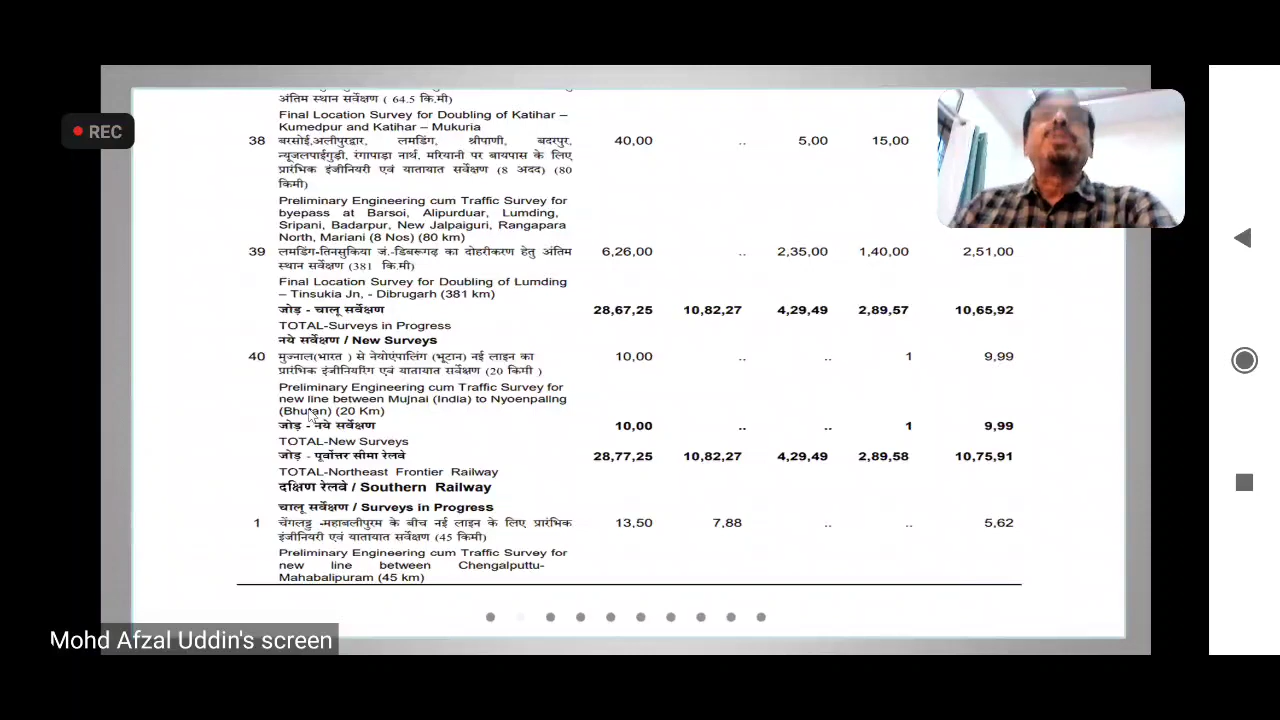 अंतिम स्थान सर्वेक्षण ( 64.5 कि.मी)
REC
Final Location Survey for Doubling of Katihar –
Kumedpur and Katihar – Mukuria
38 बरसोई,अलीपुरद्वार, लमडिंग, श्रीपाणी, बदरपुर, 40,00 .. 5,00 15,00
न्यूजलपाईगुड़ी, रंगापाड़ा नार्थ, मरियानी पर बायपास के लिए
प्रारंभिक इंजीनियरी एवं यातायात सर्वेक्षण (8 अदद) (80
किमी)
Preliminary Engineering cum Traffic Survey for
byepass at Barsoi, Alipurduar, Lumding,
Sripani, Badarpur, New Jalpaiguri, Rangapara
North, Mariani (8 Nos) (80 km)
39 लमडिंग-तिनसुकिया जं.-डिबरूगढ़ का दोहरीकरण हेतु अंतिम 6,26,00 .. 2,35,00 1,40,00 2,51,00
स्थान सर्वेक्षण (381 कि.मी)
Final Location Survey for Doubling of Lumding
– Tinsukia Jn, - Dibrugarh (381 km)
जोड़ - चालू सर्वेक्षण 28,67,25 10,82,27 4,29,49 2,89,57 10,65,92
TOTAL-Surveys in Progress
नये सर्वेक्षण / New Surveys
40 मुज्नाल(भारत ) से नेयोएंपालिंग (भूटान) नई लाइन का 10,00 .. .. 1 9,99
प्रारंभिक इंजीनियरिंग एवं यातायात सर्वेक्षण (20 किमी )
Preliminary Engineering cum Traffic Survey for
new line between Mujnai (India) to Nyoenpaling
(Bhutan) (20 Km)
जोड़ - नये सर्वेक्षण 10,00 .. .. 1 9,99
TOTAL-New Surveys
जोड़ - पूर्वोत्तर सीमा रेलवे 28,77,25 10,82,27 4,29,49 2,89,58 10,75,91
TOTAL-Northeast Frontier Railway
दक्षिण रेलवे / Southern Railway
चालू सर्वेक्षण / Surveys in Progress
1 चेंगलट्टु -महाबलीपुरम के बीच नई लाइन के लिए प्रारंभिक 13,50 7,88 .. .. 5,62
इंजीनियरी एवं यातायात सर्वेक्षण (45 किमी)
Preliminary Engineering cum Traffic Survey for
new line between Chengalputtu-
Mahabalipuram (45 km)
Mohd Afzal Uddin's screen